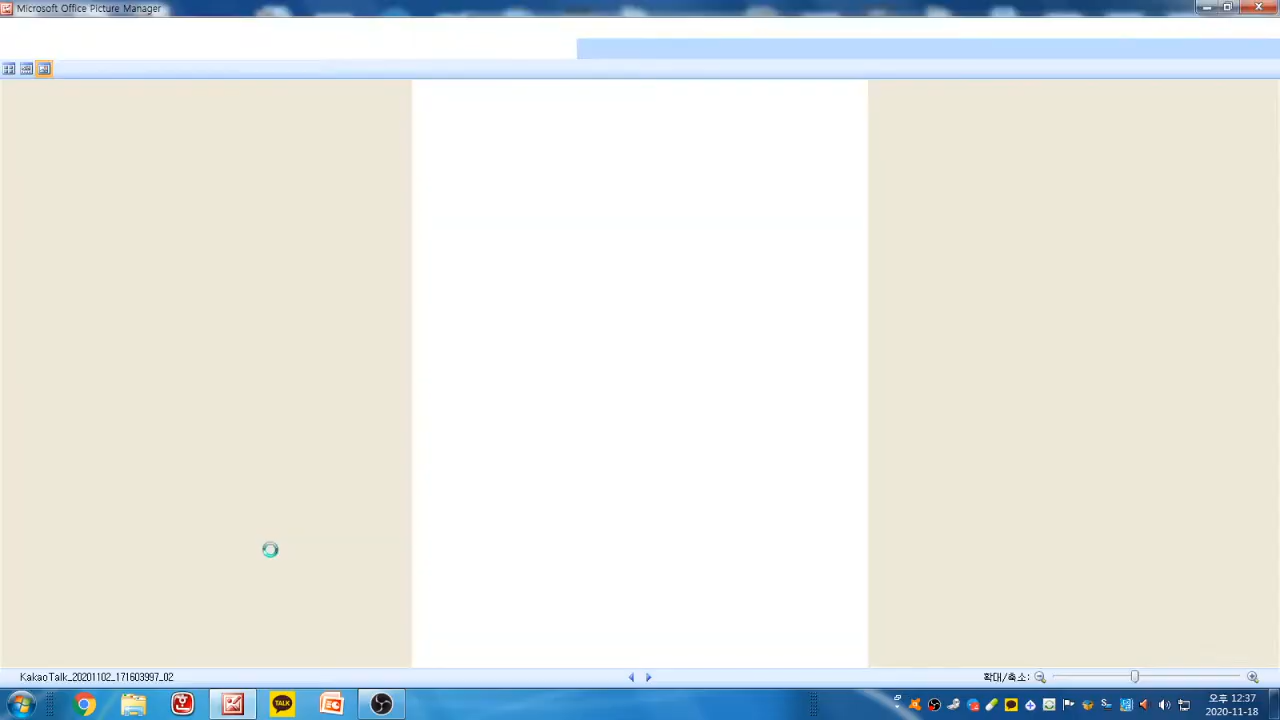 Microsoft Office Picture Manager
KakaoTalk_20201102_171603997_02
확대/축소:
TALK
오후 12:37
2020-11-18